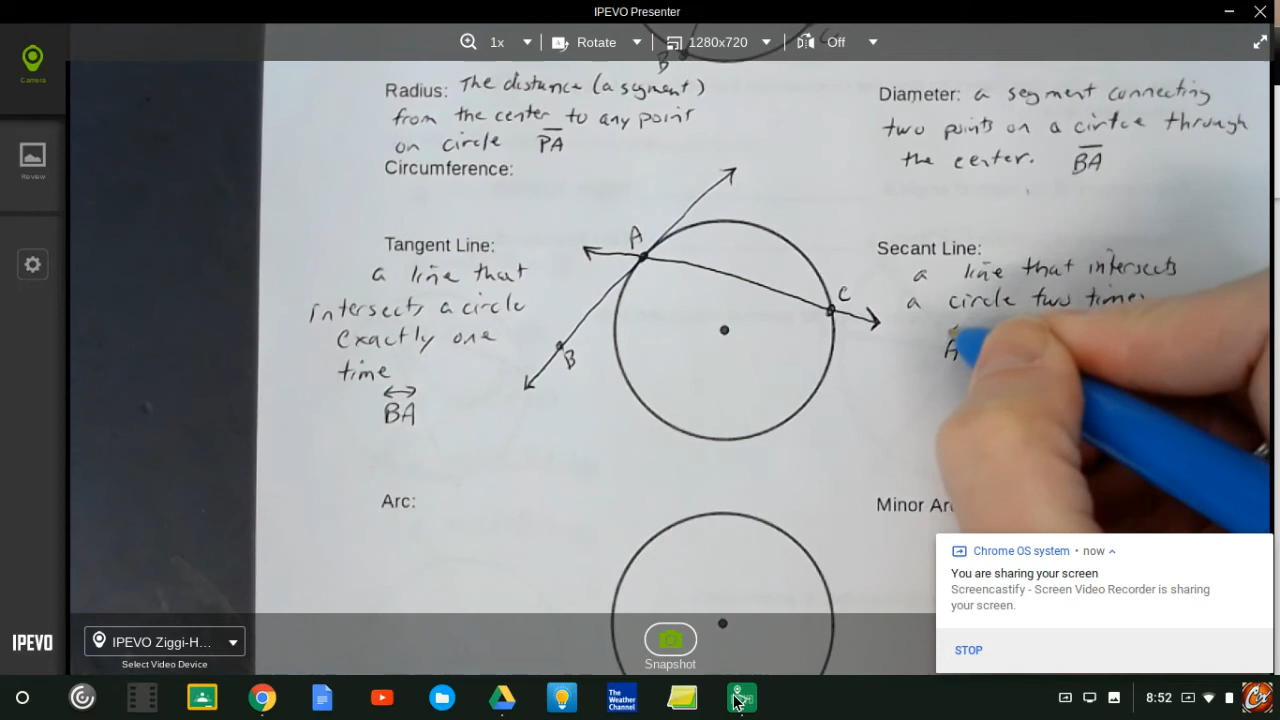 IPEVO Presenter
1x
Rotate
1280x720
Off
Camera
B
Radius: The distance (a segment)
from the center to any point
on circle PA
Diameter: a segment connecting
two points on a cirlce through
the center. BA
Circumference:
Review
Tangent Line:
a line that
intersects a circle
exactly one
time
BA
A
B
C
Secant Line:
a line that intersects
a circle two time
A
Arc:
Minor Ar
Chrome OS system • now
You are sharing your screen
Screencastify - Screen Video Recorder is sharing
your screen.
STOP
IPEVO
IPEVO Ziggi-H...
Select Video Device
Snapshot
The
Weather
Channel
8:52